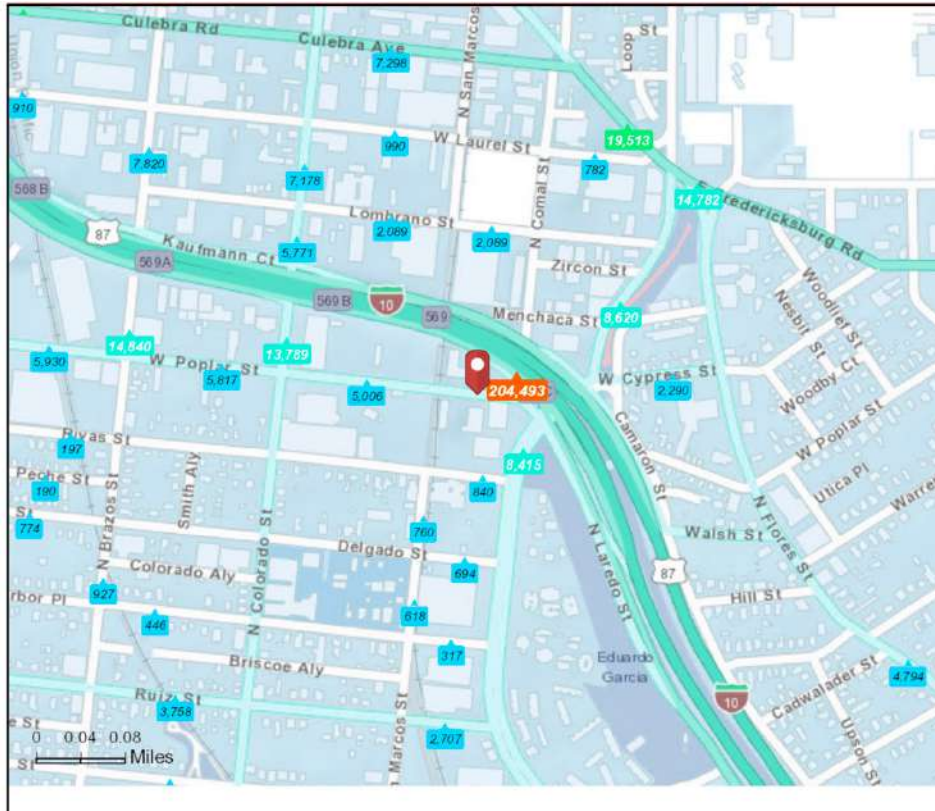 Culebra Rd
Culebra Ave
7,298
Loop St
N San Marcos
910
W Laurel St
990
19,513
782
7,820
7,178
568 B
14,782
Fredericksburg Rd
Lombrano St
2,089
2,089
N Comal St
87
Kaufmann Ct
5,771
569A
Zircon St
Woodlief St
Nesbit St
569 B
10
569
Menchaca St
8,620
Woodby Ct
14,840
13,789
5,930
W Poplar St
5,817
5,006
204,493
W Cypress St
2,290
W Poplar St
Camaron St
Utica Pl
Rivas St
197
8,415
Peche St
190
Smith Aly
840
N Flores St
St
774
N Brazos St
760
Walsh St
Delgado St
694
N Laredo St
Colorado Aly
N Colorado St
87
927
Hill St
rbor Pl
446
618
317
Briscoe Aly
Eduardo
Garcia
4,794
Ruiz St
3,758
10
Cadwalader St
Upson St
2,707
e St
0 0.04 0.08
Miles
St
Marcos St